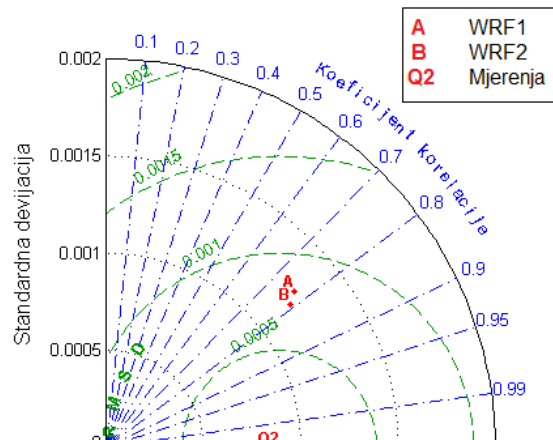 A WRF1
B WRF2
Q2 Mjerenja
Koeficijent korelacije
Standardna devijacija
0.002
0.0015
0.001
0.0005
0.1
0.2
0.3
0.4
0.5
0.6
0.7
0.8
0.9
0.95
0.99
0.002
0.0015
0.001
0.0005
R M S D
A
B
Q2